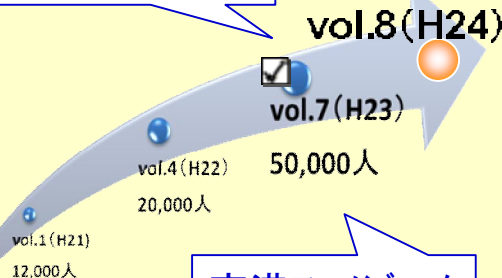 vol.8(H24)
vol.7(H23)
50,000人
vol.4(H22)
20,000人
vol.1(H21)
12,000人